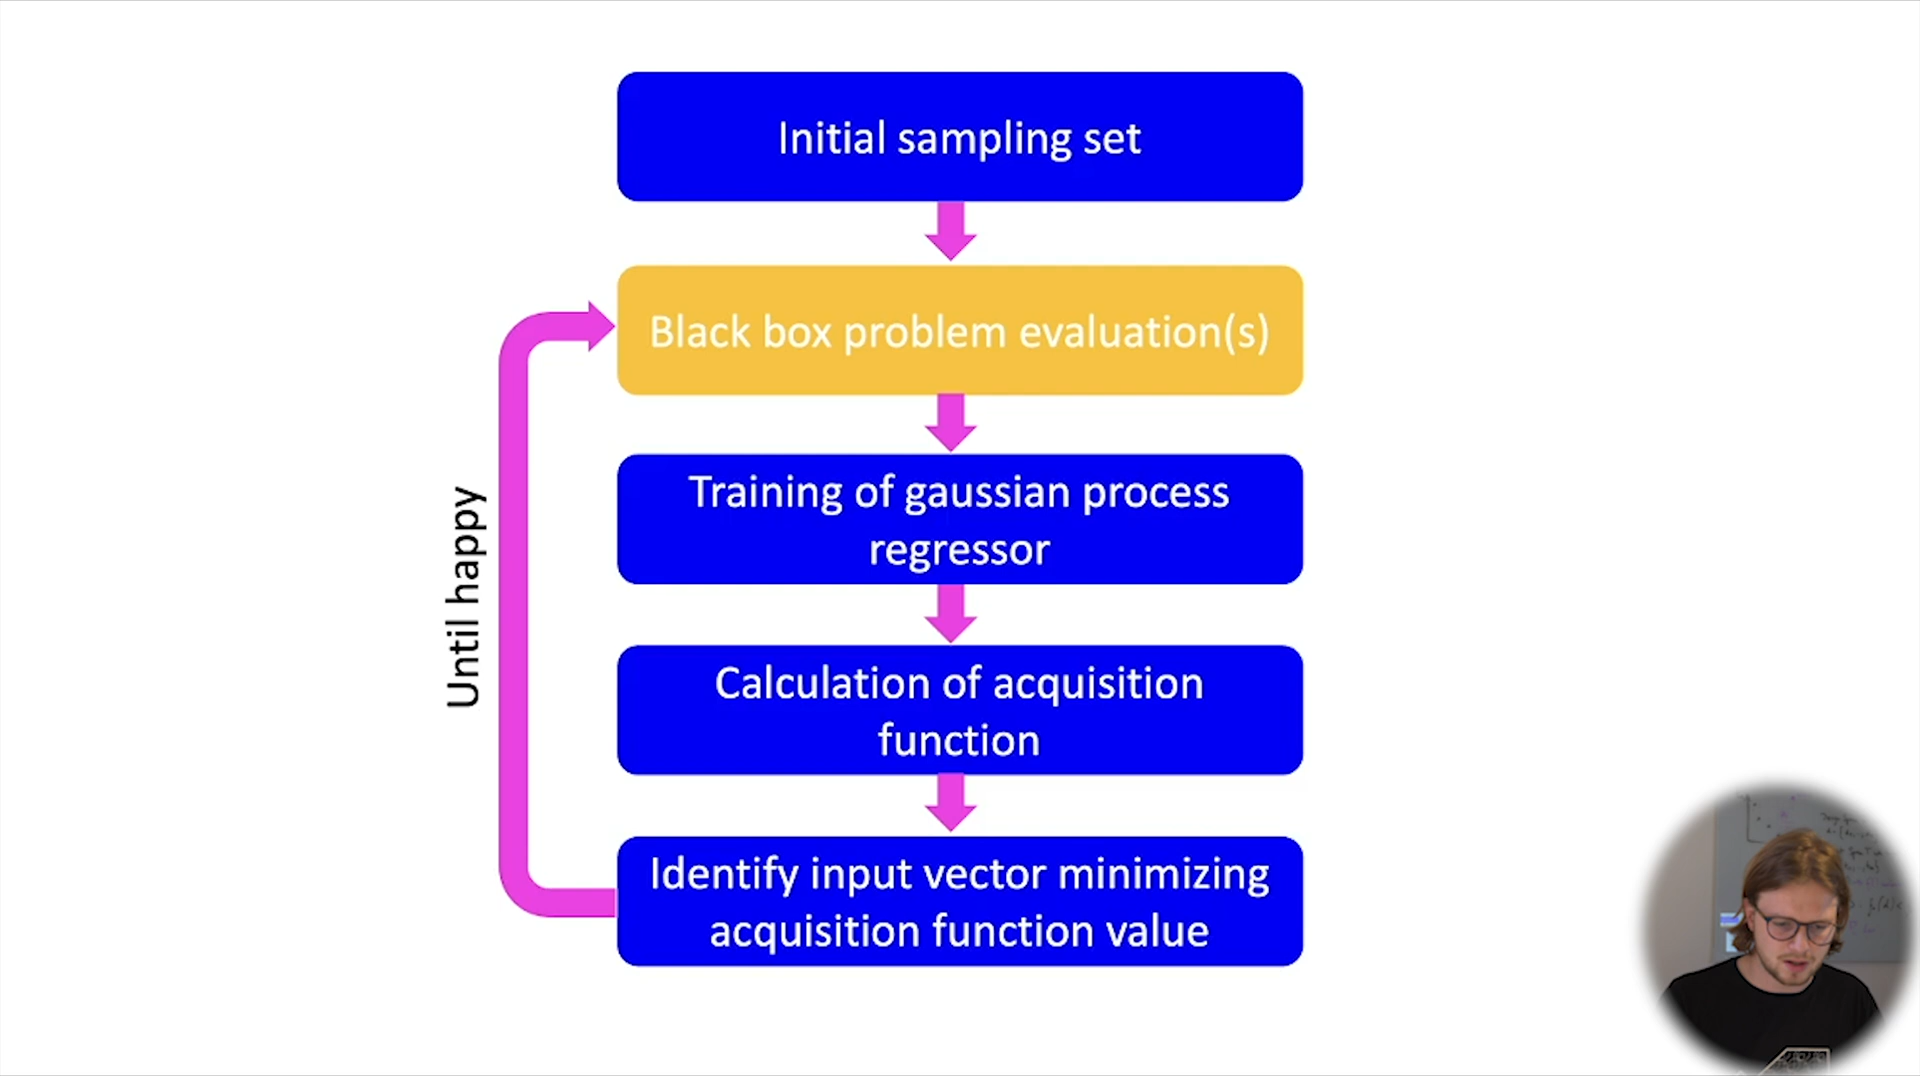 Initial sampling set
Black box problem evaluation(s)
Training of gaussian process
regressor
Calculation of acquisition
function
Identify input vector minimizing
acquisition function value
Until happy